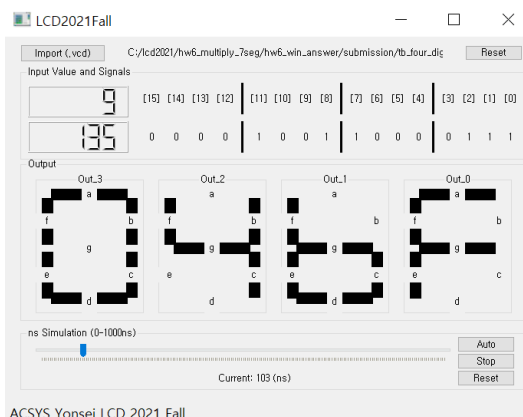 LCD2021Fall
Import (.vcd) C:/lcd2021/hw6_multiply_7seg/hw6_win_answer/submission/tb_four_dig Reset
Input Value and Signals
9 [15] [14] [13] [12] [11] [10] [9] [8] [7] [6] [5] [4] [3] [2] [1] [0]
135 0 0 0 0 1 0 0 1 1 0 0 0 0 1 1 1
Output
Out_3 Out_2 Out_1 Out_0
a a a a
f b f b f b f b
g g g g
e c e c e c e c
d d d d
ns Simulation (0-1000ns)
Auto
Stop
Current: 103 (ns) Reset
ACSYS Yonsei LCD 2021 Fall